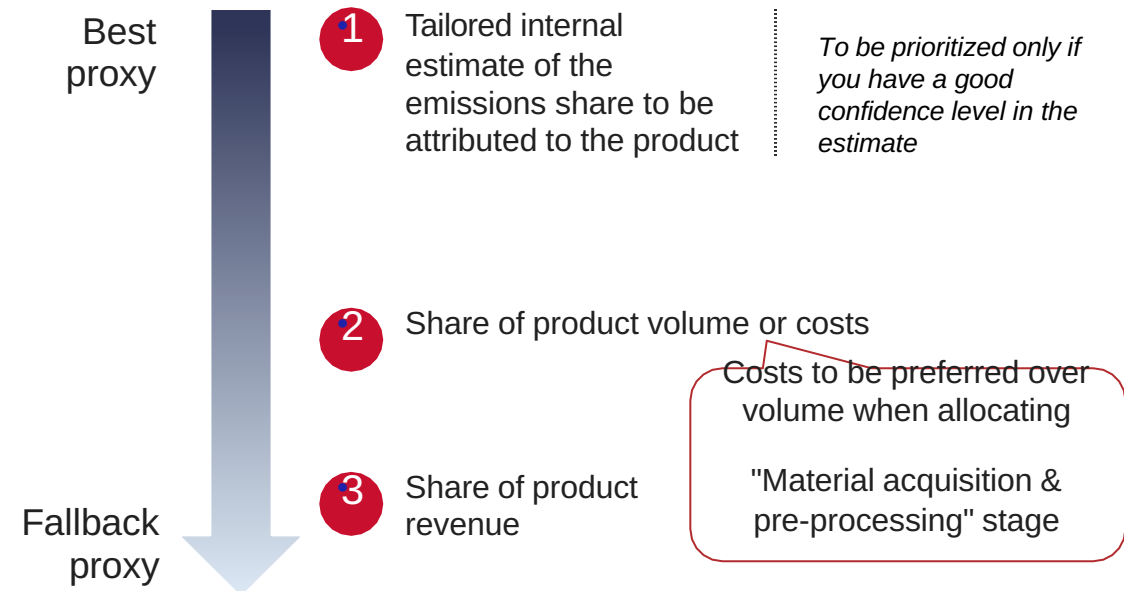 Best
proxy
1
Tailored internal
estimate of the
emissions share to be
attributed to the product
To be prioritized only if
you have a good
confidence level in the
estimate
2
Share of product volume or costs
Costs to be preferred over
volume when allocating
"Material acquisition &
pre-processing" stage
3
Share of product
revenue
Fallback
proxy